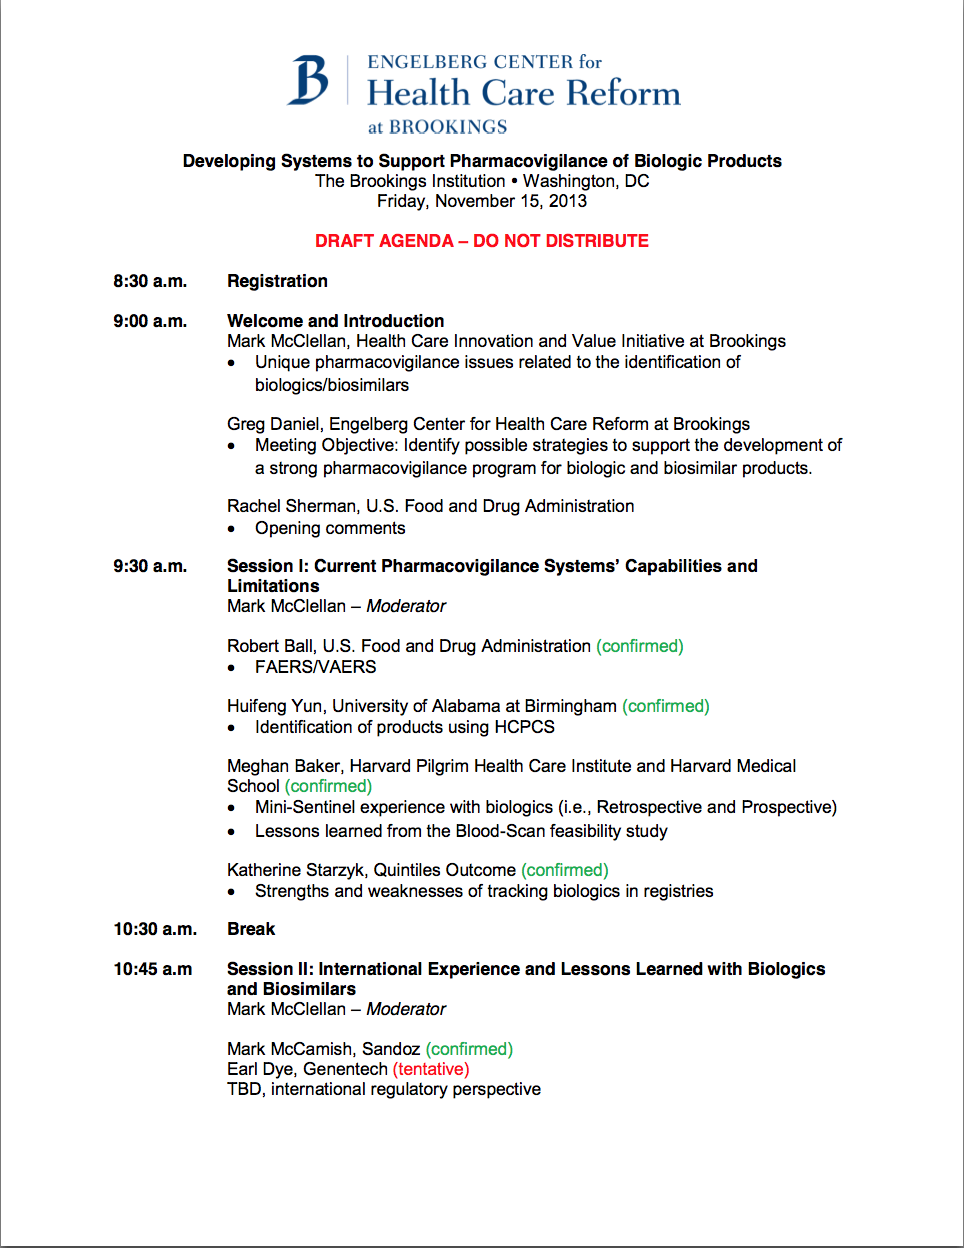 B
ENGELBERG CENTER for
Health Care Reform
at BROOKINGS
Developing Systems to Support Pharmacovigilance of Biologic Products
The Brookings Institution • Washington, DC
Friday, November 15, 2013
DRAFT AGENDA – DO NOT DISTRIBUTE
8:30 a.m. Registration
9:00 a.m. Welcome and Introduction
Mark McClellan, Health Care Innovation and Value Initiative at Brookings
• Unique pharmacovigilance issues related to the identification of
biologics/biosimilars
Greg Daniel, Engelberg Center for Health Care Reform at Brookings
• Meeting Objective: Identify possible strategies to support the development of
a strong pharmacovigilance program for biologic and biosimilar products.
Rachel Sherman, U.S. Food and Drug Administration
• Opening comments
9:30 a.m. Session I: Current Pharmacovigilance Systems’ Capabilities and
Limitations
Mark McClellan – Moderator
Robert Ball, U.S. Food and Drug Administration (confirmed)
• FAERS/VAERS
Huifeng Yun, University of Alabama at Birmingham (confirmed)
• Identification of products using HCPCS
Meghan Baker, Harvard Pilgrim Health Care Institute and Harvard Medical
School (confirmed)
• Mini-Sentinel experience with biologics (i.e., Retrospective and Prospective)
• Lessons learned from the Blood-Scan feasibility study
Katherine Starzyk, Quintiles Outcome (confirmed)
• Strengths and weaknesses of tracking biologics in registries
10:30 a.m. Break
10:45 a.m Session II: International Experience and Lessons Learned with Biologics
and Biosimilars
Mark McClellan – Moderator
Mark McCamish, Sandoz (confirmed)
Earl Dye, Genentech (tentative)
TBD, international regulatory perspective